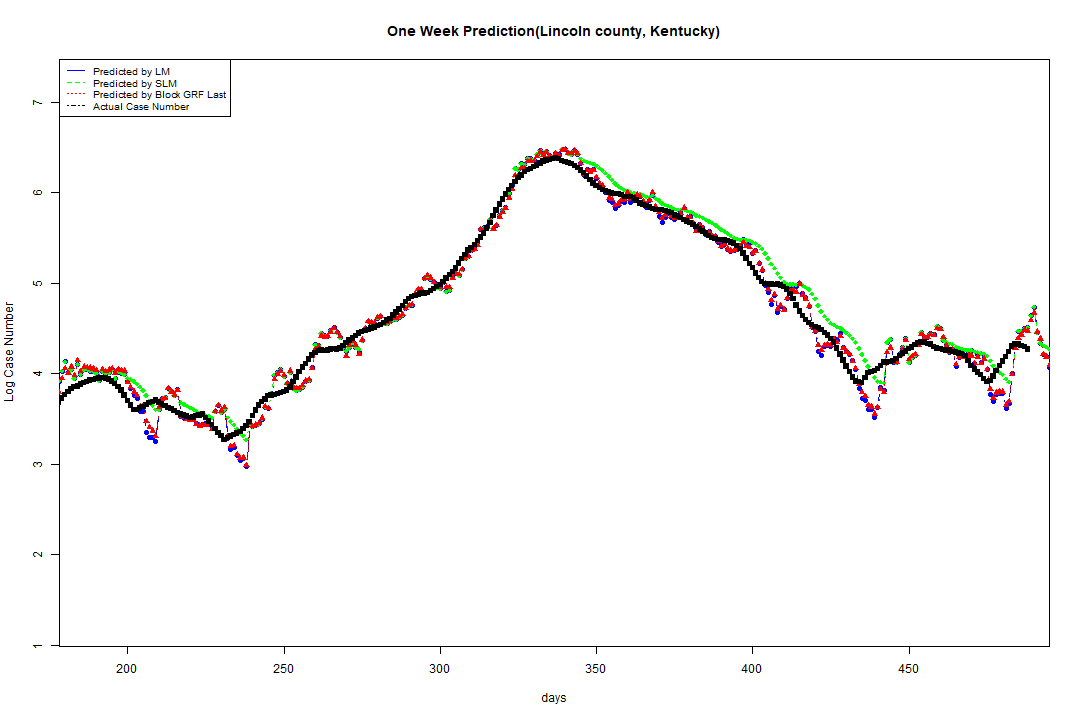 One Week Prediction(Lincoln county, Kentucky)
Predicted by LM
Predicted by SLM
Predicted by Block GRF Last
Actual Case Number
Log Case Number
7
6
5
4
3
2
1
200 250 300 350 400 450
days